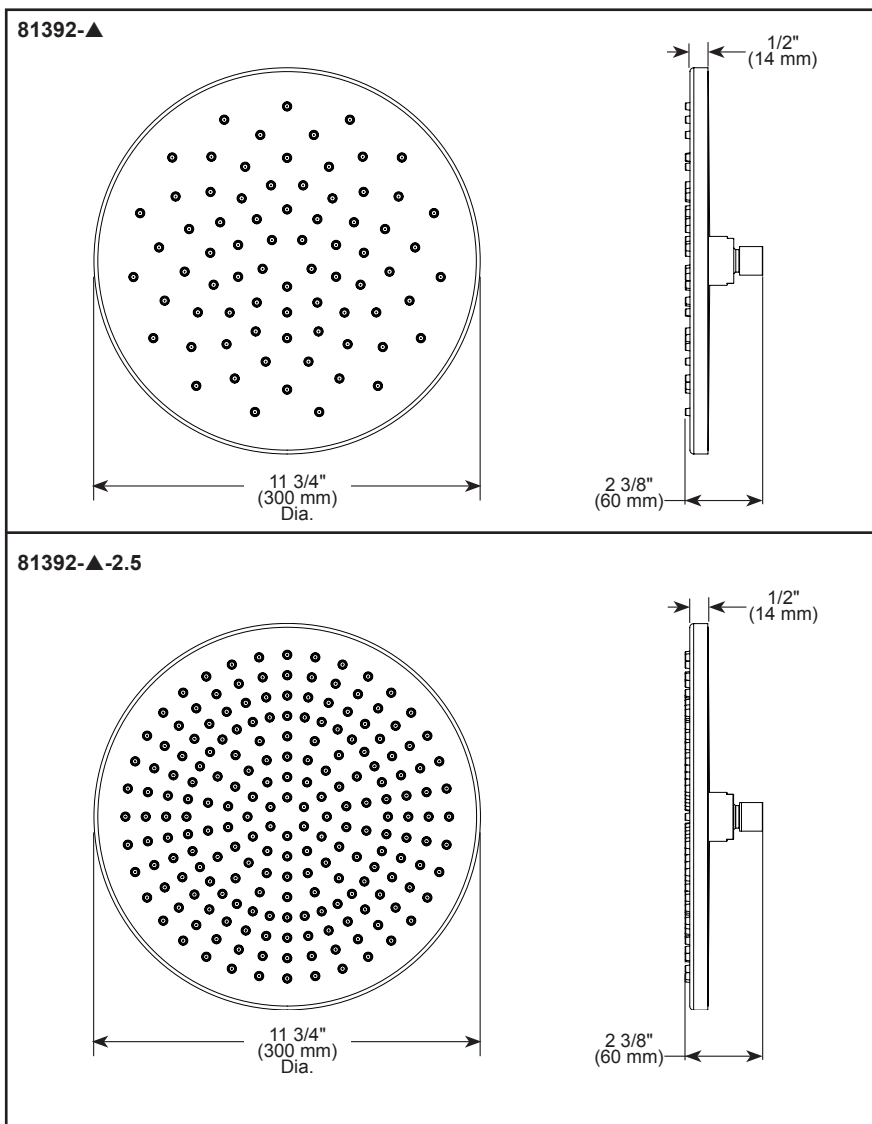 81392-▲
1/2"
(14 mm)
11 3/4"
(300 mm)
Dia.
2 3/8"
(60 mm)
81392-▲-2.5
1/2"
(14 mm)
11 3/4"
(300 mm)
Dia.
2 3/8"
(60 mm)